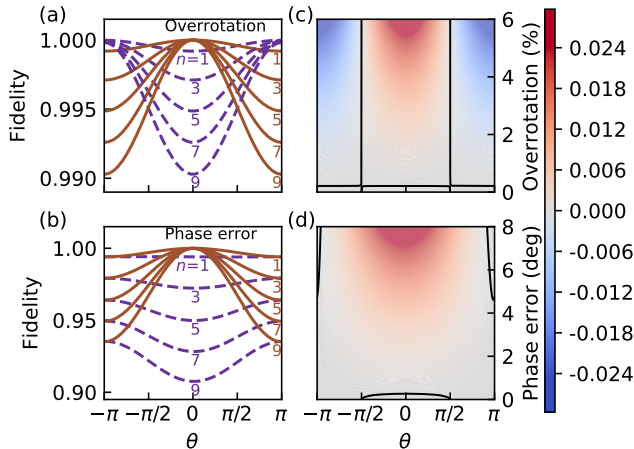 (a)
Overrotation
1.000
0.995
0.990
Fidelity
n=1
3
5
7
9
1
3
5
7
9
(c)
6
4
2
0
Overrotation (%)
(b)
Phase error
1.00
0.95
0.90
Fidelity
n=1
3
5
7
9
1
3
5
7
9
−π
−π/2
0
π/2
π
θ
(d)
8
6
4
2
0
Phase error (deg)
−π/2
0
π/2
π
θ
0.024
0.018
0.012
0.006
0.000
-0.006
-0.012
-0.018
-0.024